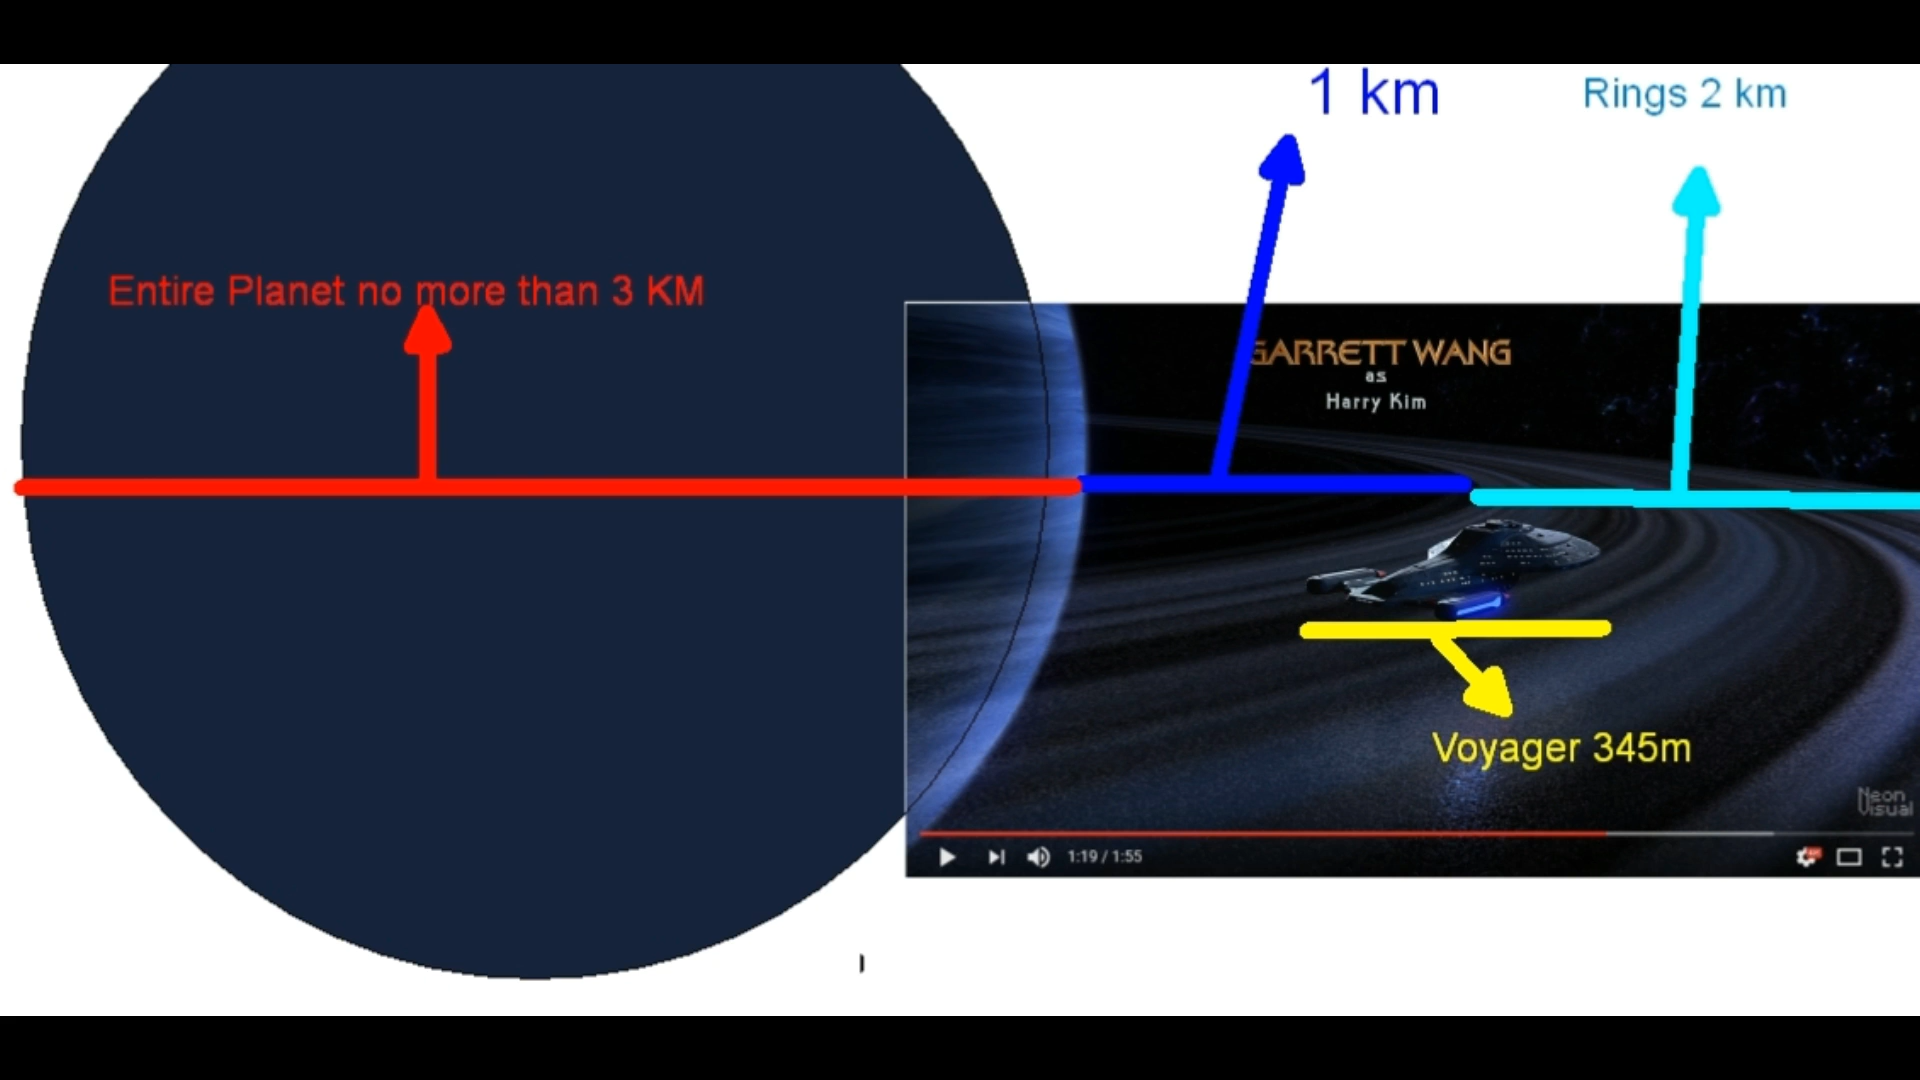 1 km
Rings 2 km
Entire Planet no more than 3 KM
GARRETT WANG
as
Harry Kim
Voyager 345m
Neon
Visual
1:19 / 1:55